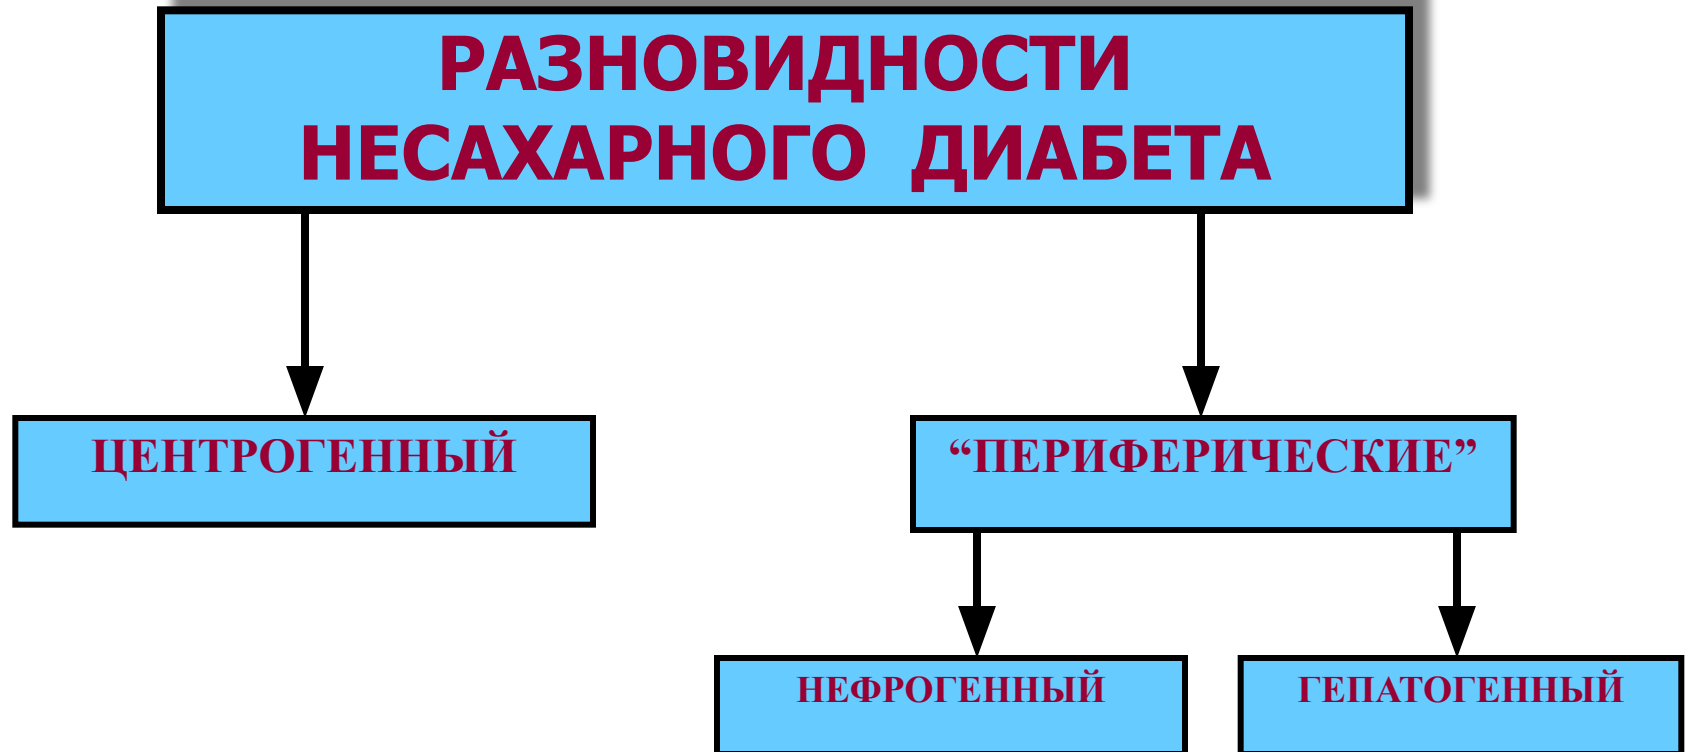 РАЗНОВИДНОСТИ
НЕСАХАРНОГО ДИАБЕТА
ЦЕНТРОГЕННЫЙ
“ПЕРИФЕРИЧЕСКИЕ”
НЕФРОГЕННЫЙ
ГЕПАТОГЕННЫЙ